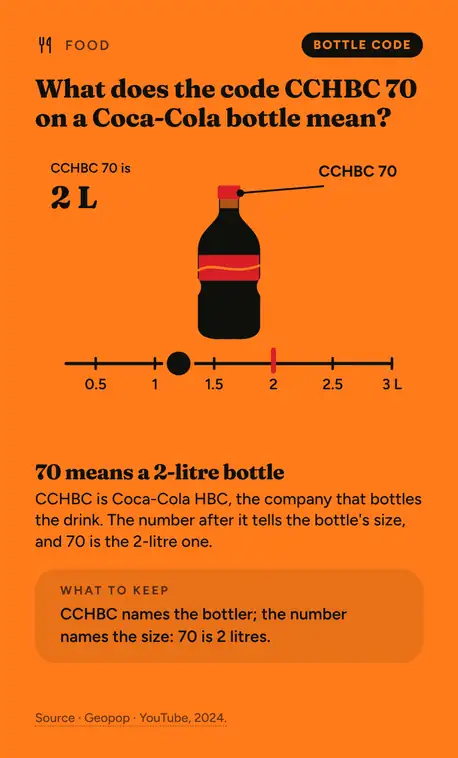 FOOD
BOTTLE CODE
What does the code CCHBC 70
on a Coca-Cola bottle mean?
CCHBC 70 is
2 L
CCHBC 70
0.5 1 1.5 2 2.5 3 L
70 means a 2-litre bottle
CCHBC is Coca-Cola HBC, the company that bottles
the drink. The number after it tells the bottle's size,
and 70 is the 2-litre one.
WHAT TO KEEP
CCHBC names the bottler; the number
names the size: 70 is 2 litres.
Source · Geopop · YouTube, 2024.